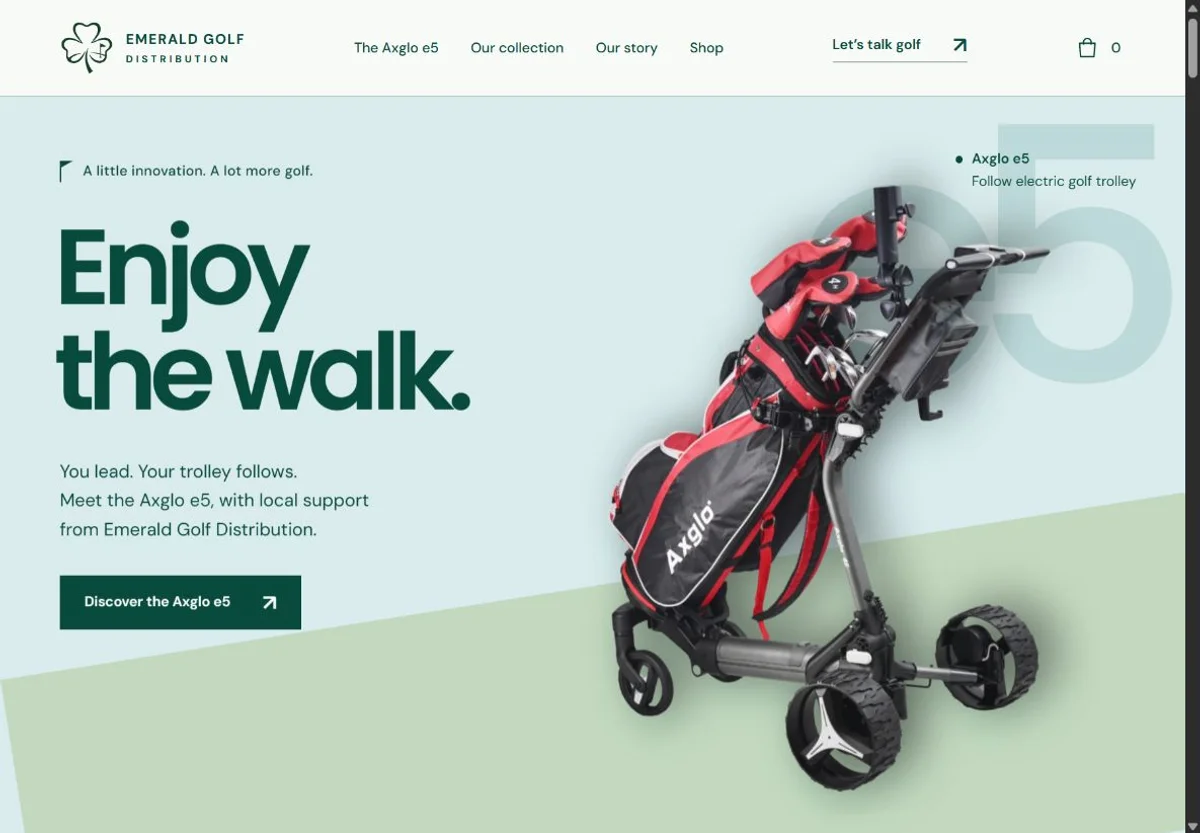 EMERALD GOLF
DISTRIBUTION
The Axglo e5
Our collection
Our story
Shop
Let's talk golf
0
A little innovation. A lot more golf.
e5
Axglo e5
Follow electric golf trolley
Enjoy
the walk.
You lead. Your trolley follows.
Meet the Axglo e5, with local support
from Emerald Golf Distribution.
Discover the Axglo e5
Axglo